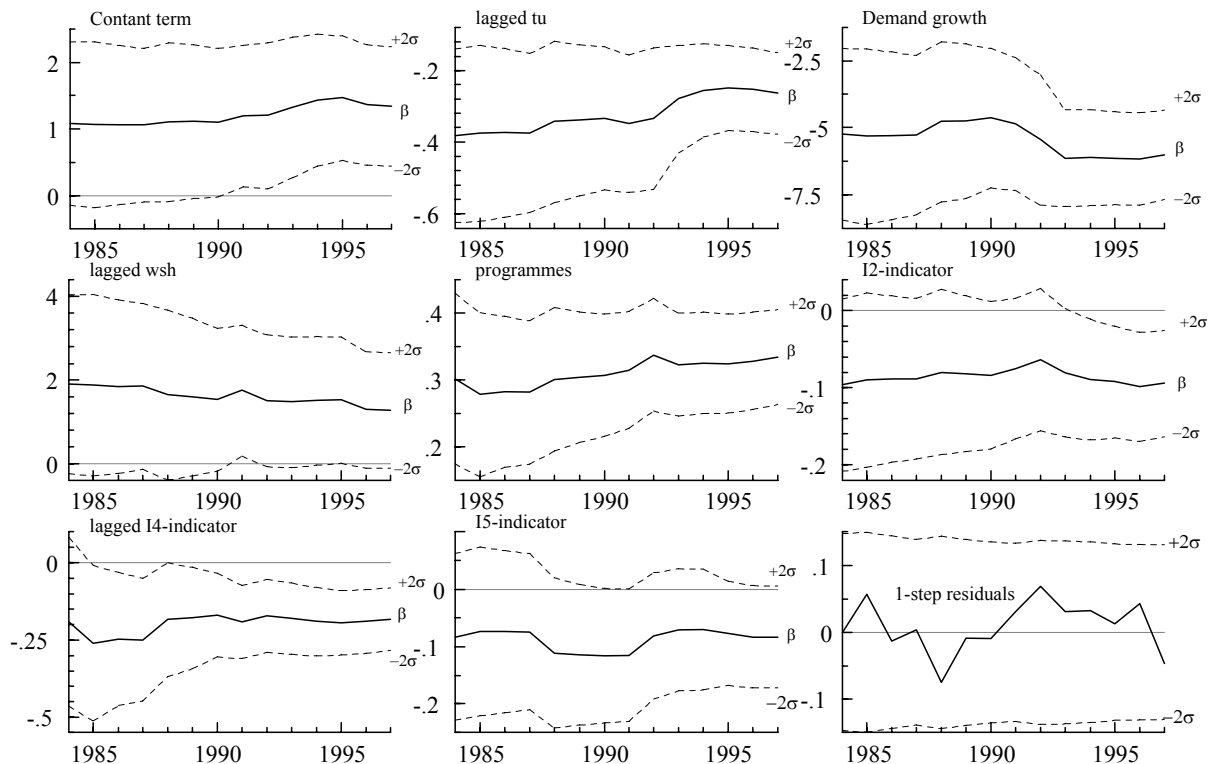 Contant term
+2σ
β
−2σ
2
1
0
1985 1990 1995
lagged tu
+2σ
β
−2σ
-.2
-.4
-.6
1985 1990 1995
Demand growth
+2σ
β
−2σ
-2.5
-5
-7.5
1985 1990 1995
lagged wsh
+2σ
β
−2σ
4
2
0
1985 1990 1995
programmes
+2σ
β
−2σ
.4
.3
.2
1985 1990 1995
I2-indicator
+2σ
β
−2σ
0
-.1
-.2
1985 1990 1995
lagged I4-indicator
+2σ
β
−2σ
0
-.25
-.5
1985 1990 1995
I5-indicator
+2σ
β
−2σ
0
-.1
-.2
1985 1990 1995
+2σ
1-step residuals
−2σ
.1
0
-.1
1985 1990 1995